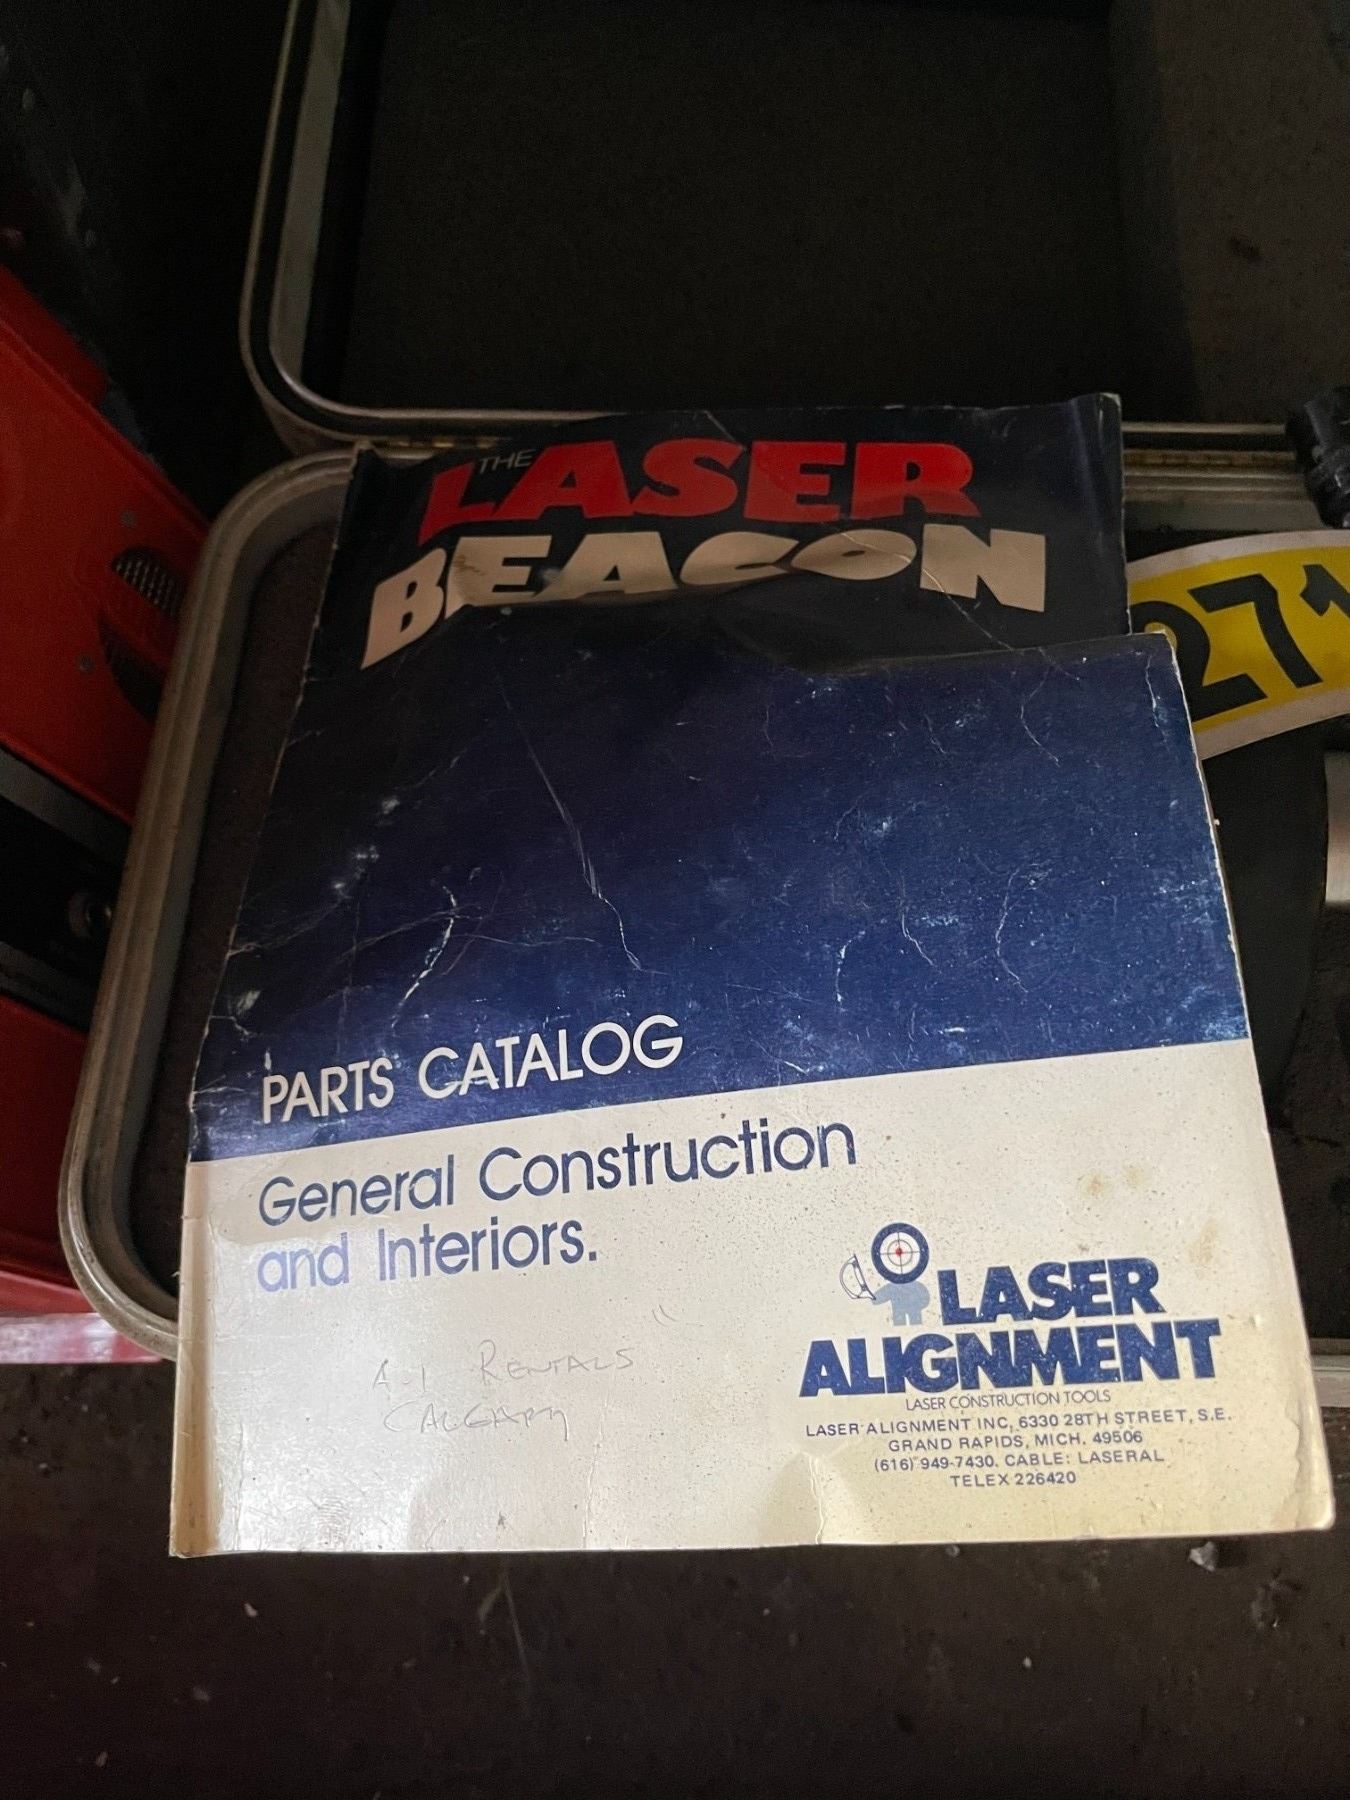 THE
LASER
BEACON
271
PARTS CATALOG
General Construction
and Interiors.
A 1 RENTALS
CALGARY
LASER
ALIGNMENT
LASER CONSTRUCTION TOOLS
LASER ALIGNMENT INC, 6330 28TH STREET, S.E.
GRAND RAPIDS, MICH. 49506
(616) 949-7430. CABLE: LASERAL
TELEX 226420